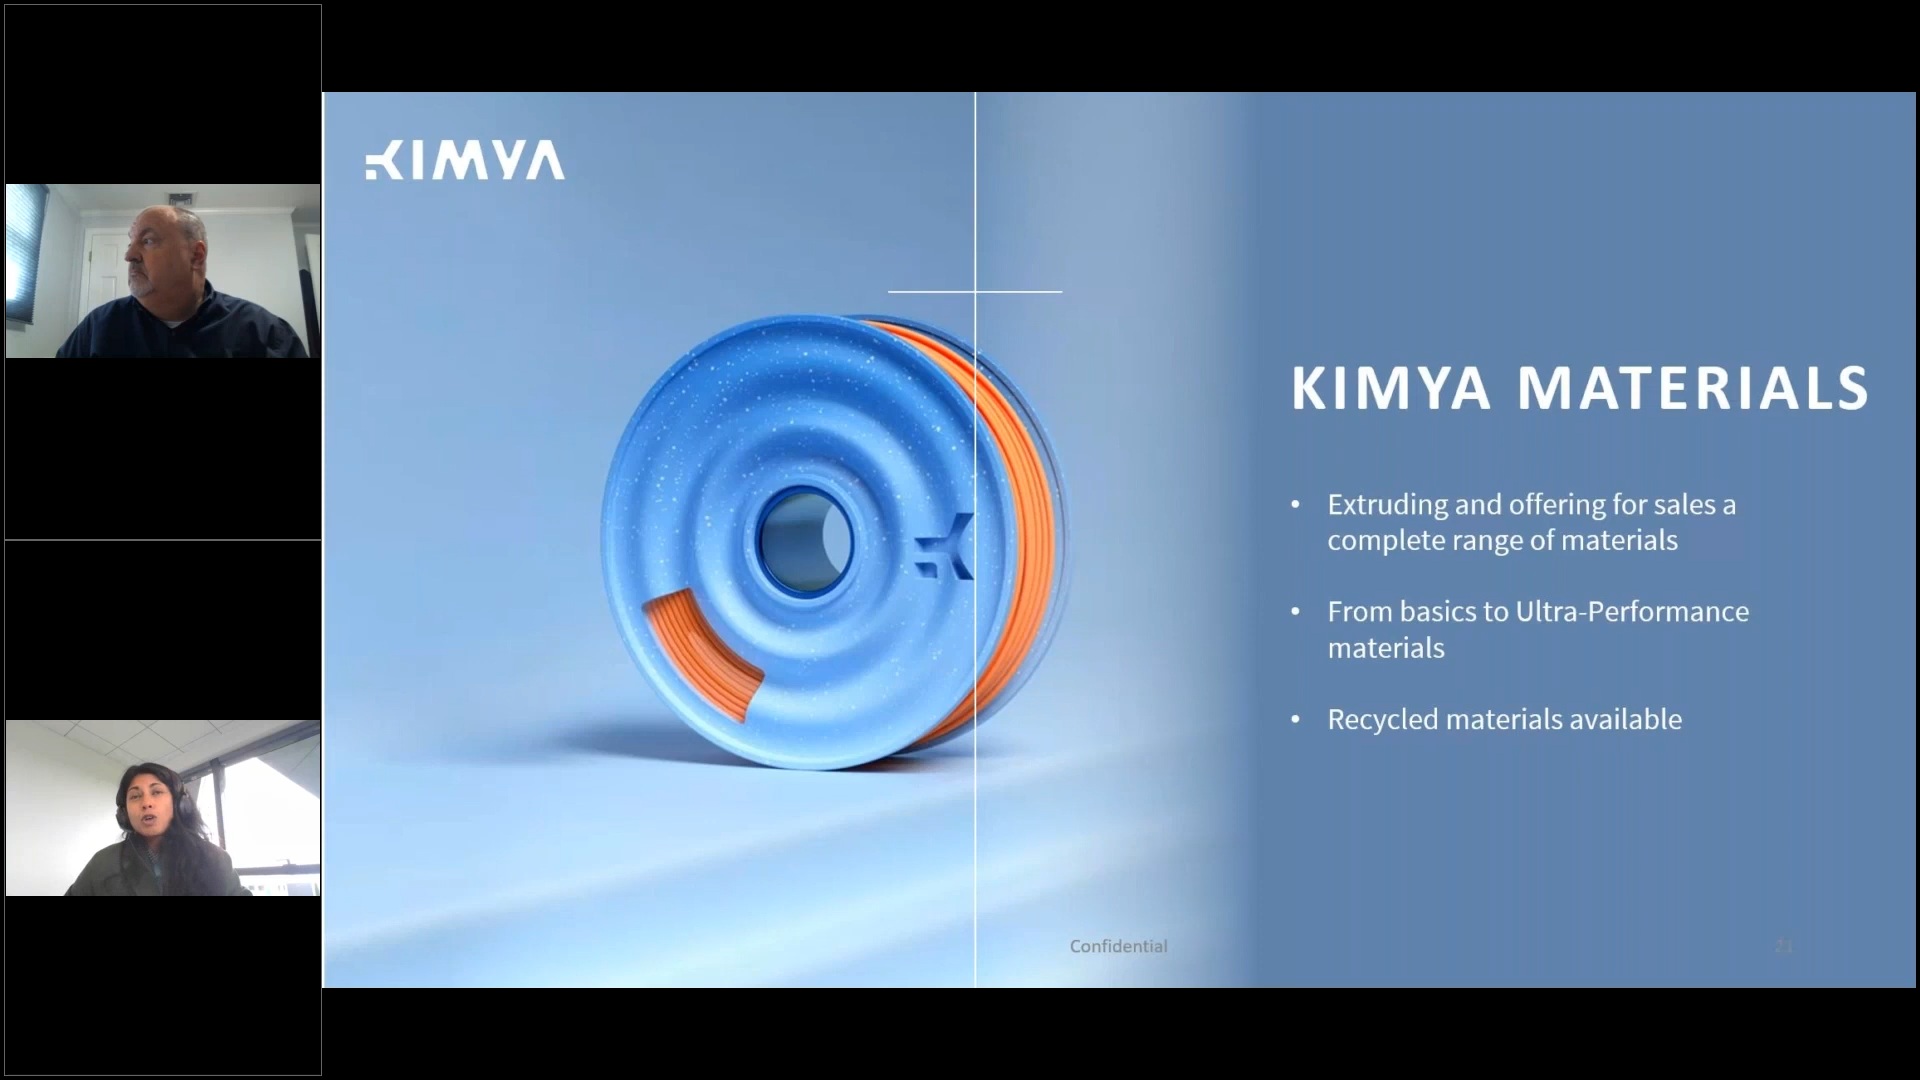 KIMYA
KIMYA MATERIALS
• Extruding and offering for sales a
complete range of materials
• From basics to Ultra-Performance
materials
• Recycled materials available
Confidential
21